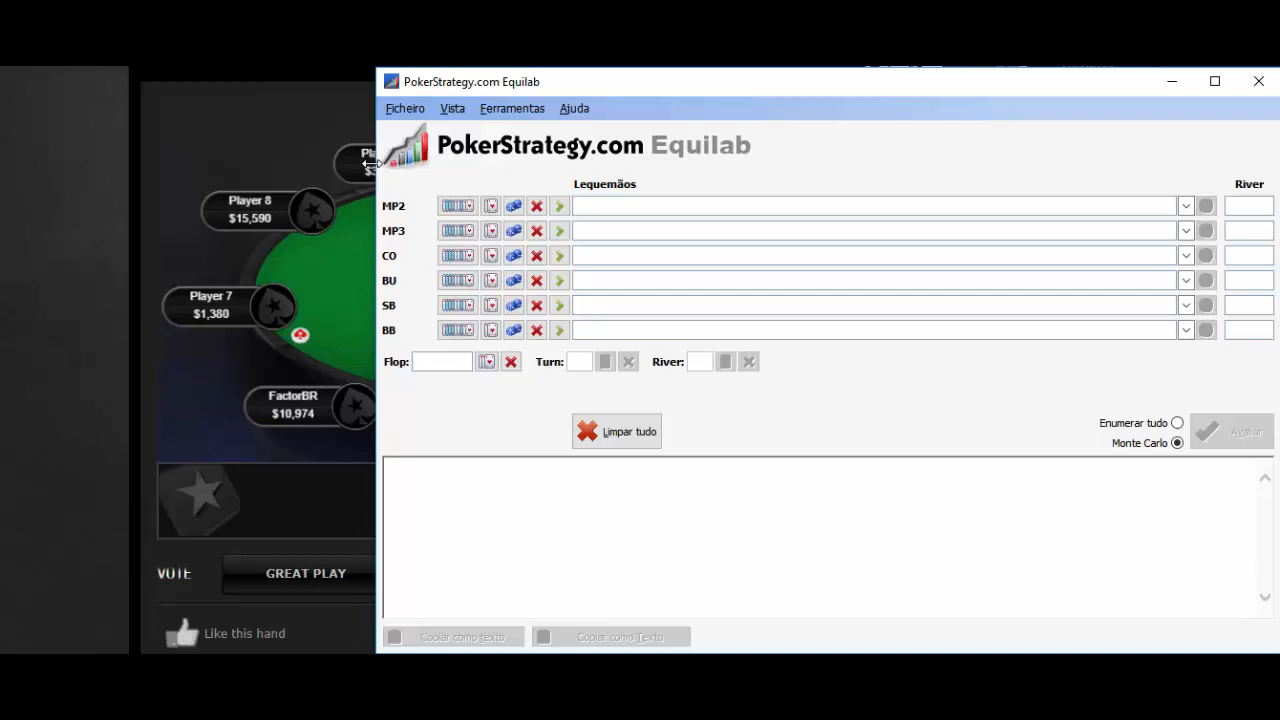 PokerStrategy.com Equilab
Ficheiro Vista Ferramentas Ajuda
PokerStrategy.com Equilab
Lequemãos River
MP2
MP3
CO
BU
SB
BB
Flop: Turn: River:
Limpar tudo
Enumerar tudo
Monte Carlo
Avaliar
Copiar como texto Copiar como Texto
Player 8
$15,590
Player 7
$1,380
FactorBR
$10,974
VOTE GREAT PLAY
Like this hand